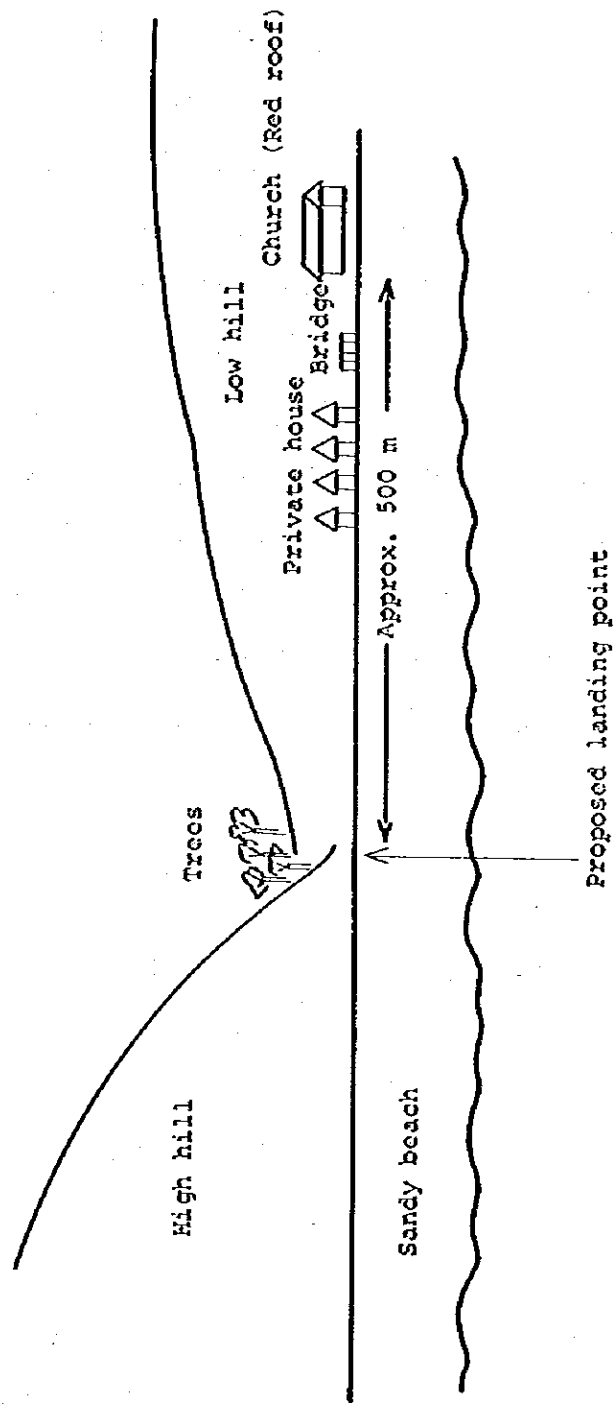 Trees
High hill
Low hill
Church (Red roof)
Private house
Bridge
Approx. 500 m
Sandy beach
Proposed landing point